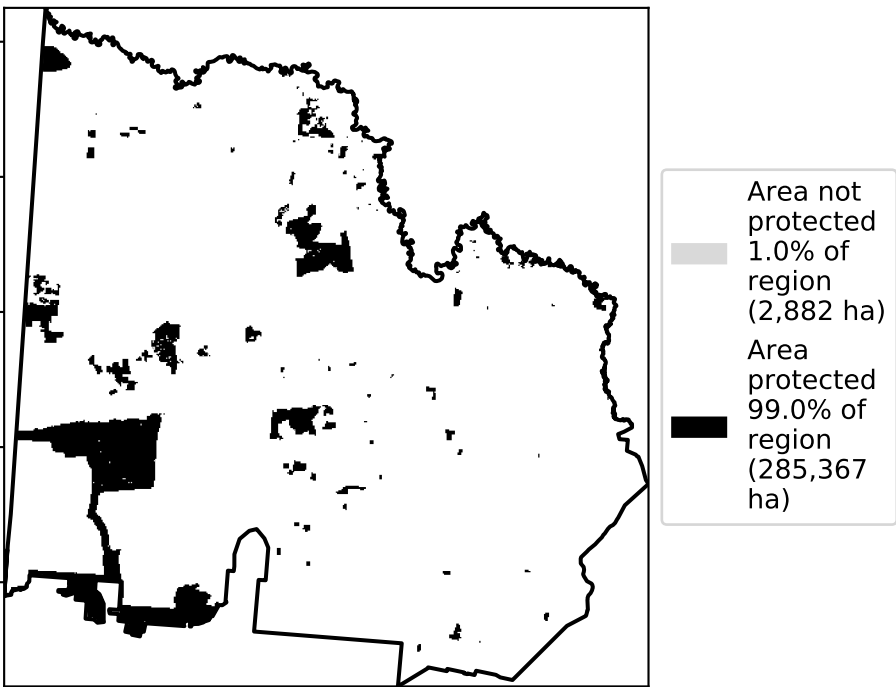 Area not
protected
1.0% of
region
(2,882 ha)
Area
protected
99.0% of
region
(285,367
ha)